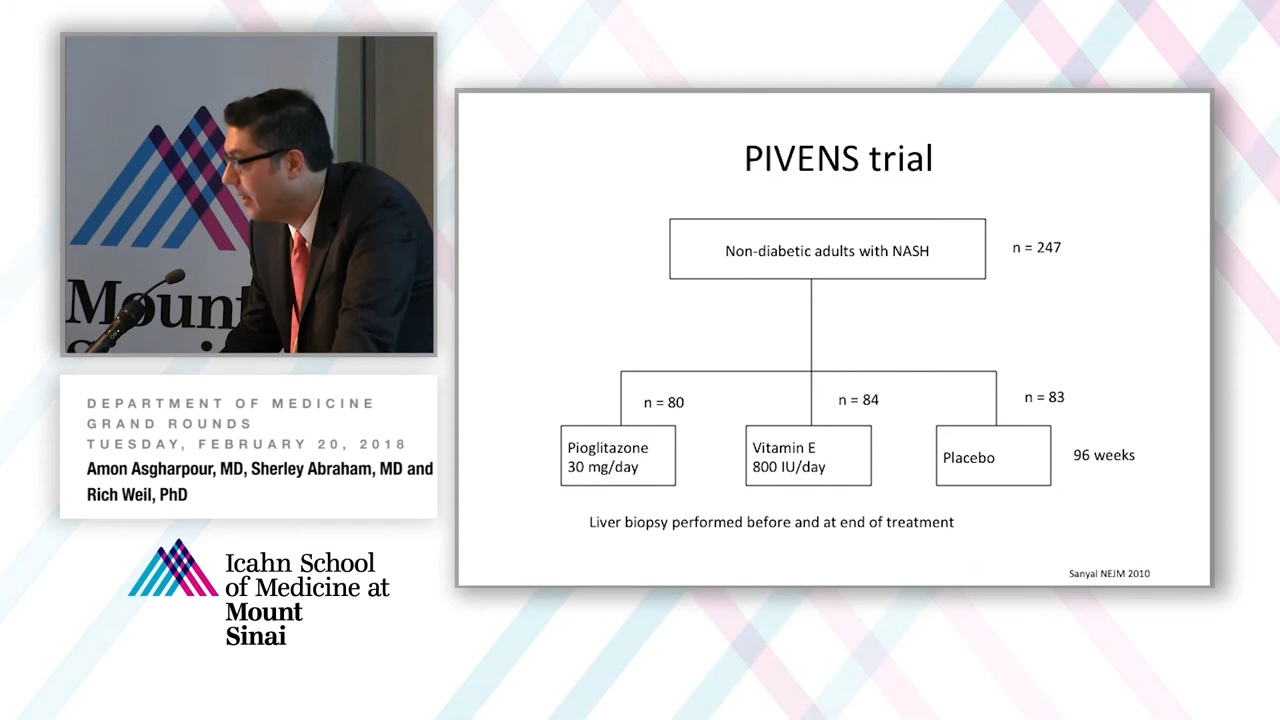 Mount
DEPARTMENT OF MEDICINE
GRAND ROUNDS
TUESDAY, FEBRUARY 20, 2018
Amon Asgharpour, MD, Sherley Abraham, MD and
Rich Weil, PhD
Icahn School
of Medicine at
Mount
Sinai
PIVENS trial
Non-diabetic adults with NASH
n = 247
n = 80
n = 84
n = 83
Pioglitazone
30 mg/day
Vitamin E
800 IU/day
Placebo
96 weeks
Liver biopsy performed before and at end of treatment
Sanyal NEJM 2010